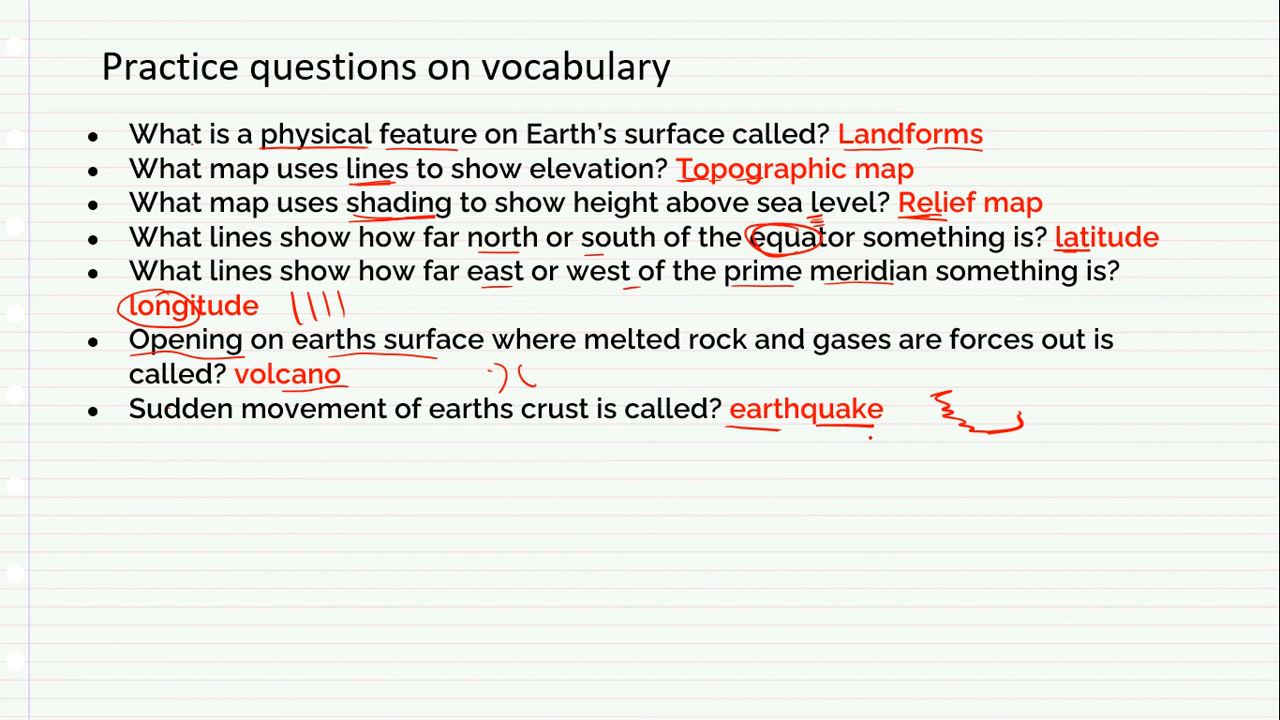 Practice questions on vocabulary
• What is a physical feature on Earth's surface called? Landforms
• What map uses lines to show elevation? Topographic map
• What map uses shading to show height above sea level? Relief map
• What lines show how far north or south of the equator something is? latitude
• What lines show how far east or west of the prime meridian something is?
longitude
• Opening on earths surface where melted rock and gases are forces out is
called? volcano
• Sudden movement of earths crust is called? earthquake